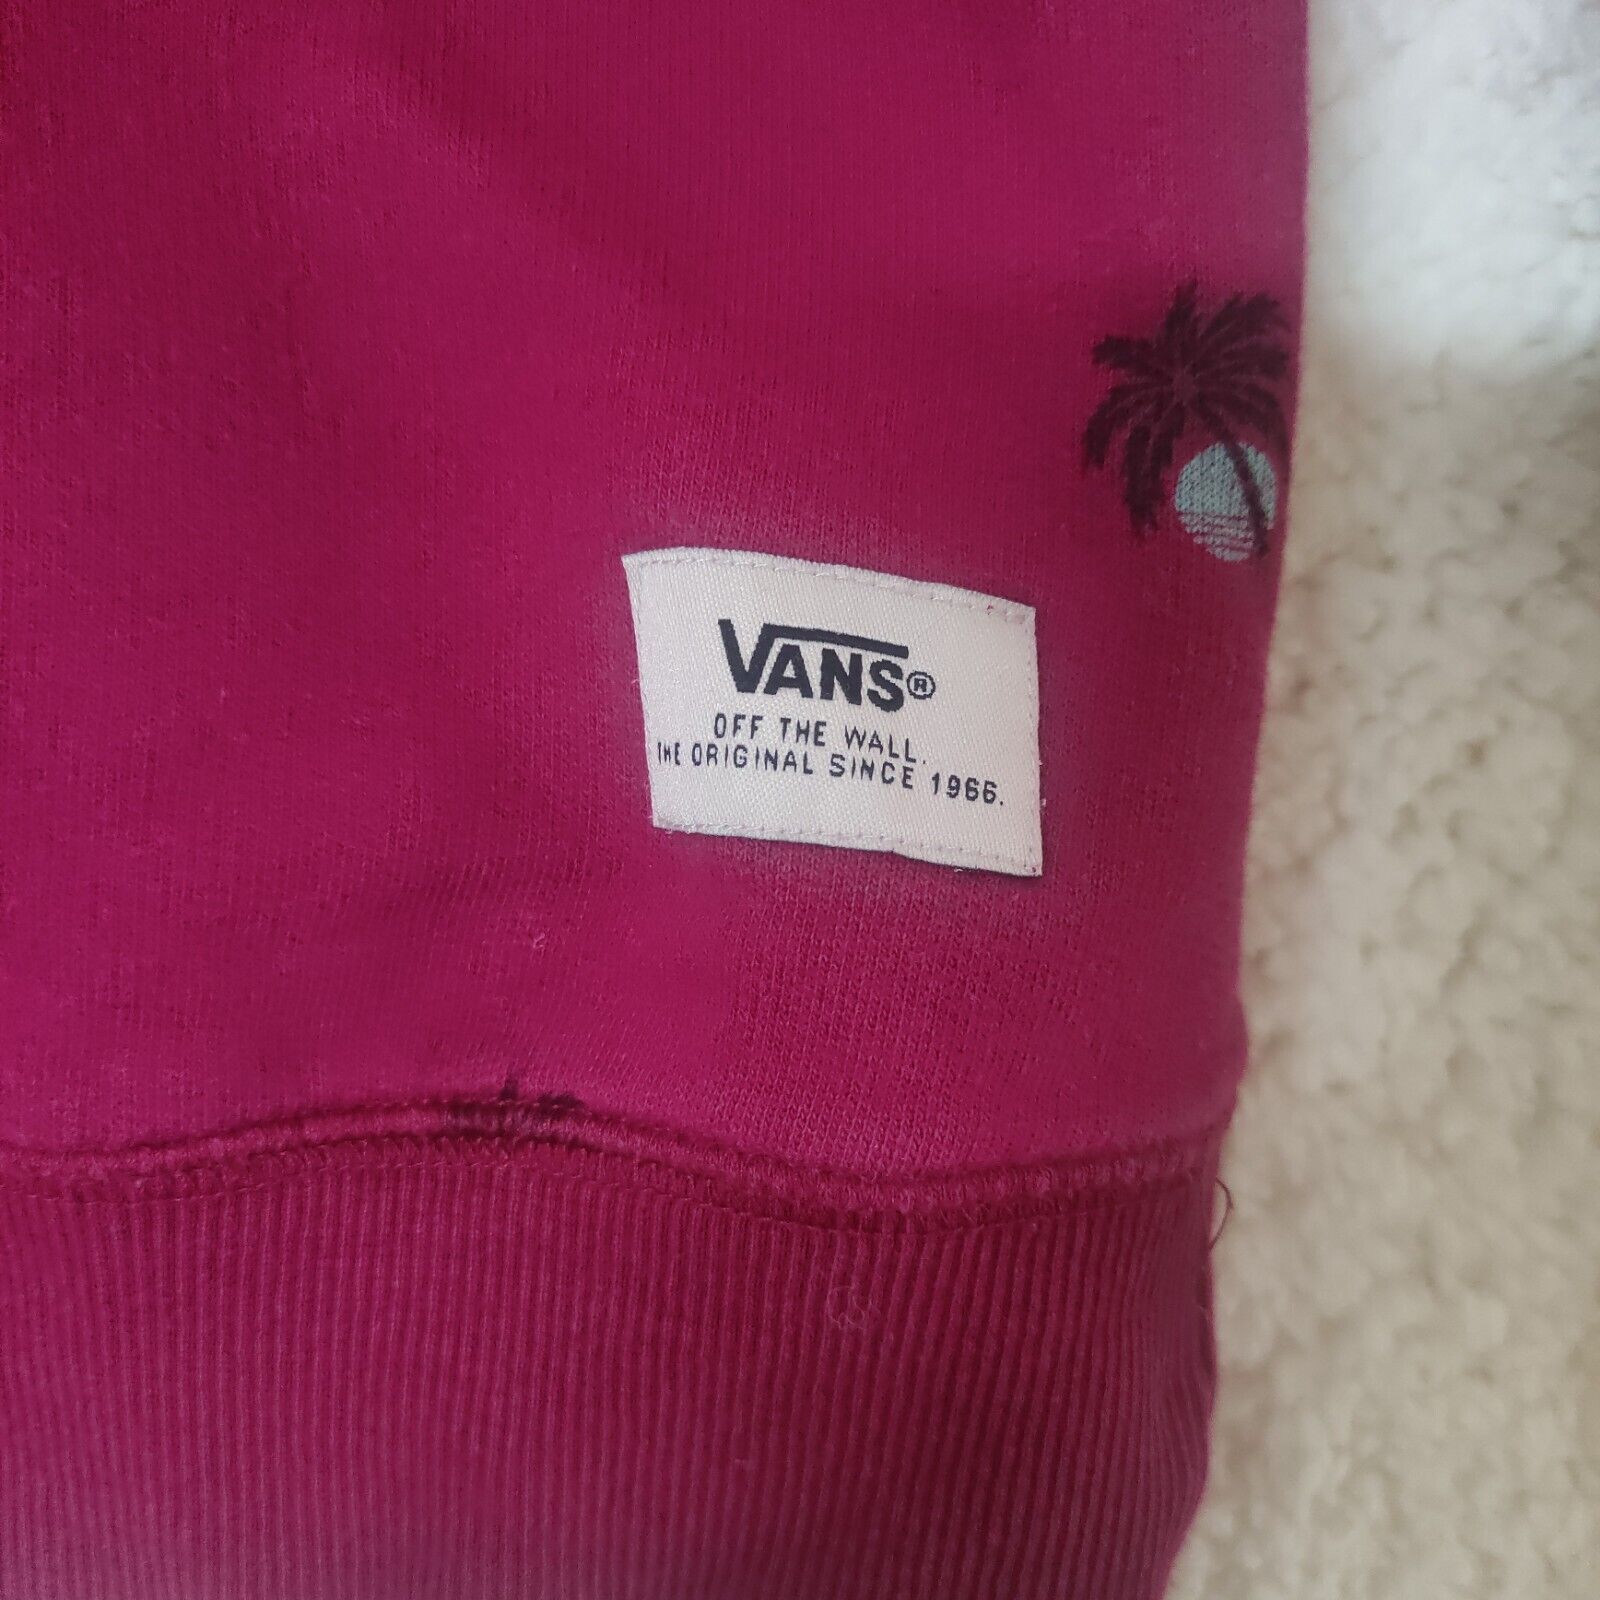 VANS®
OFF THE WALL.
THE ORIGINAL SINCE 1966.